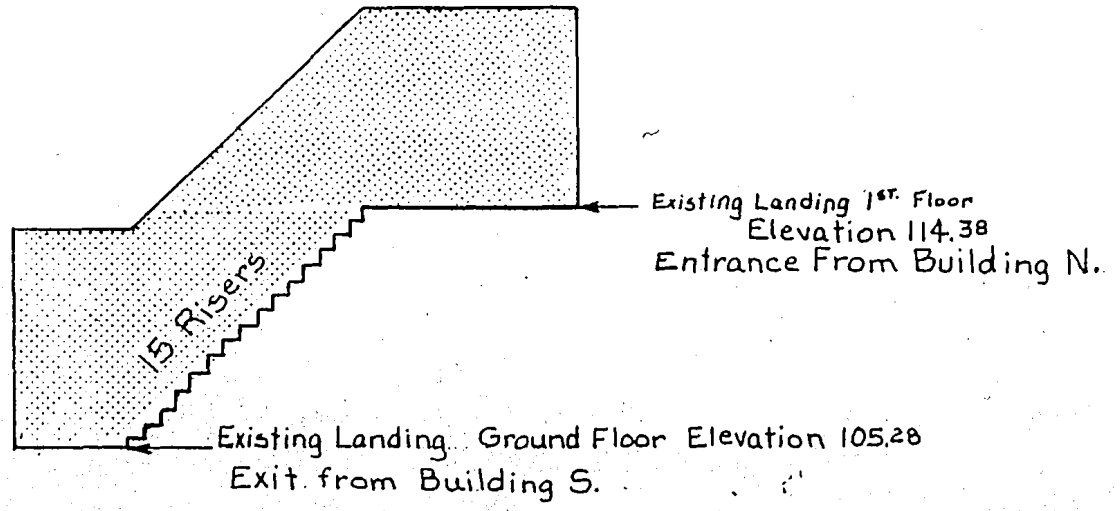 Existing Landing 1ST. Floor
Elevation 114.38
Entrance From Building N.
15 Risers
Existing Landing Ground Floor Elevation 105.28
Exit from Building S.